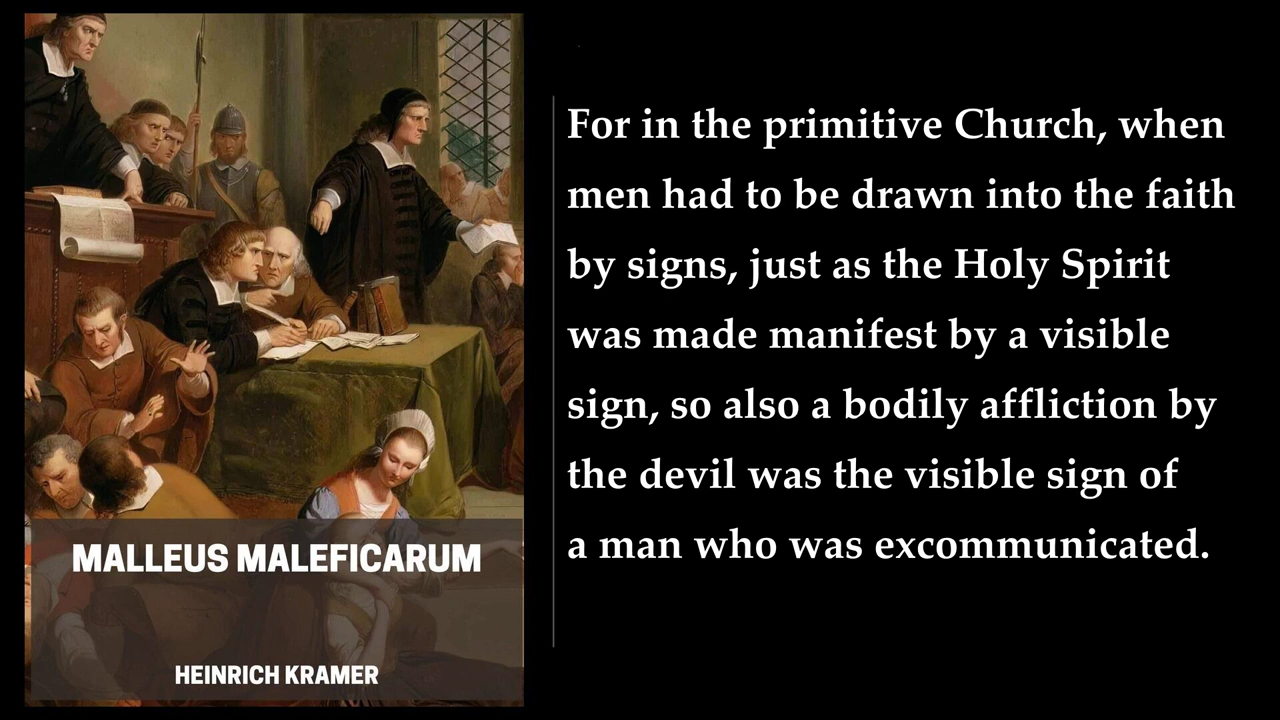 MALLEUS MALEFICARUM
HEINRICH KRAMER
For in the primitive Church, when
men had to be drawn into the faith
by signs, just as the Holy Spirit
was made manifest by a visible
sign, so also a bodily affliction by
the devil was the visible sign of
a man who was excommunicated.